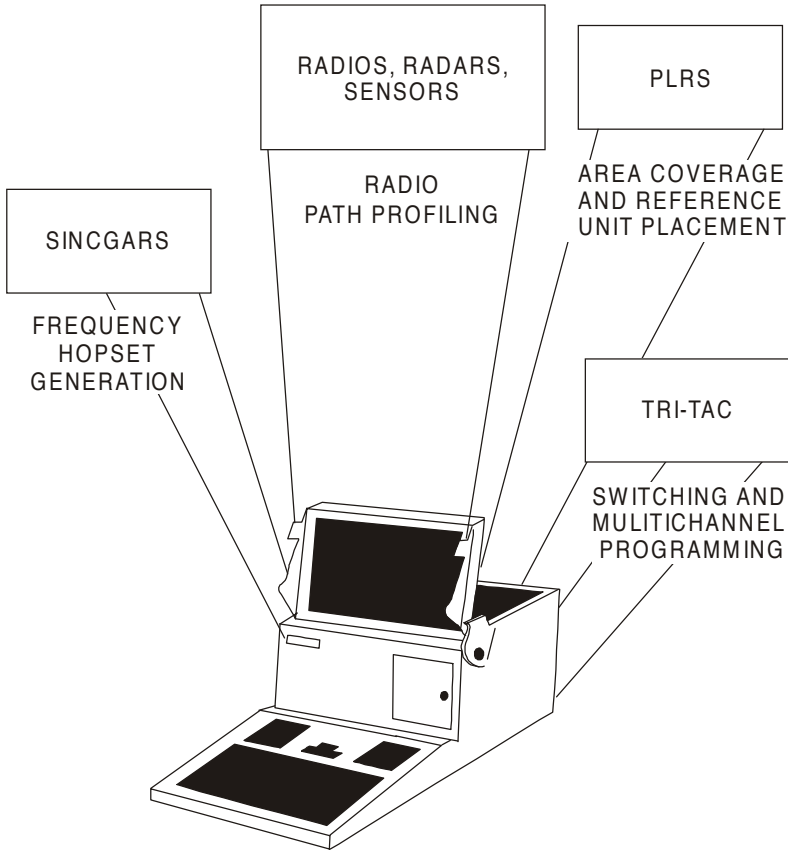 RADIOS, RADARS,
SENSORS
PLRS
RADIO
PATH PROFILING
AREA COVERAGE
AND REFERENCE
UNIT PLACEMENT
SINCGARS
FREQUENCY
HOPSET
GENERATION
TRI-TAC
SWITCHING AND
MULITICHANNEL
PROGRAMMING